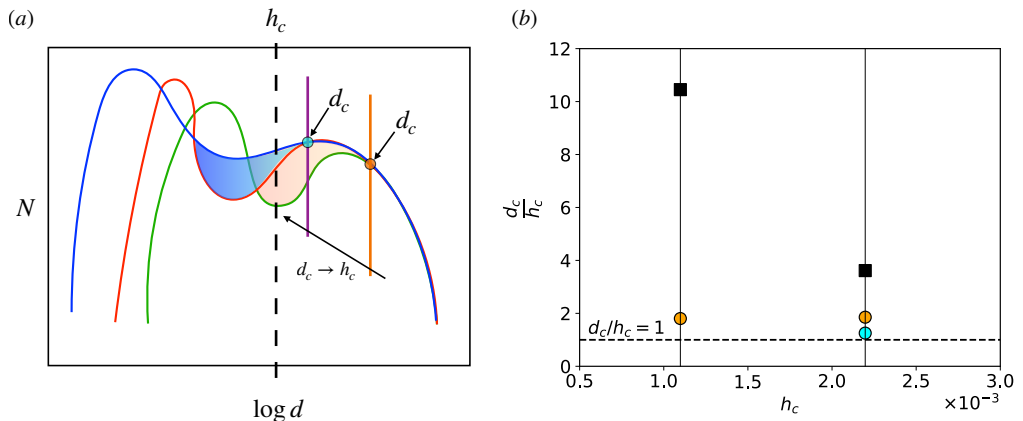 (a)
h_c
d_c
d_c
N
d_c → h_c
log d
(b)
12
10
8
6
4
2
0
d_c/h_c
d_c/h_c = 1
0.5
1.0
1.5
2.0
2.5
3.0
×10⁻³
h_c